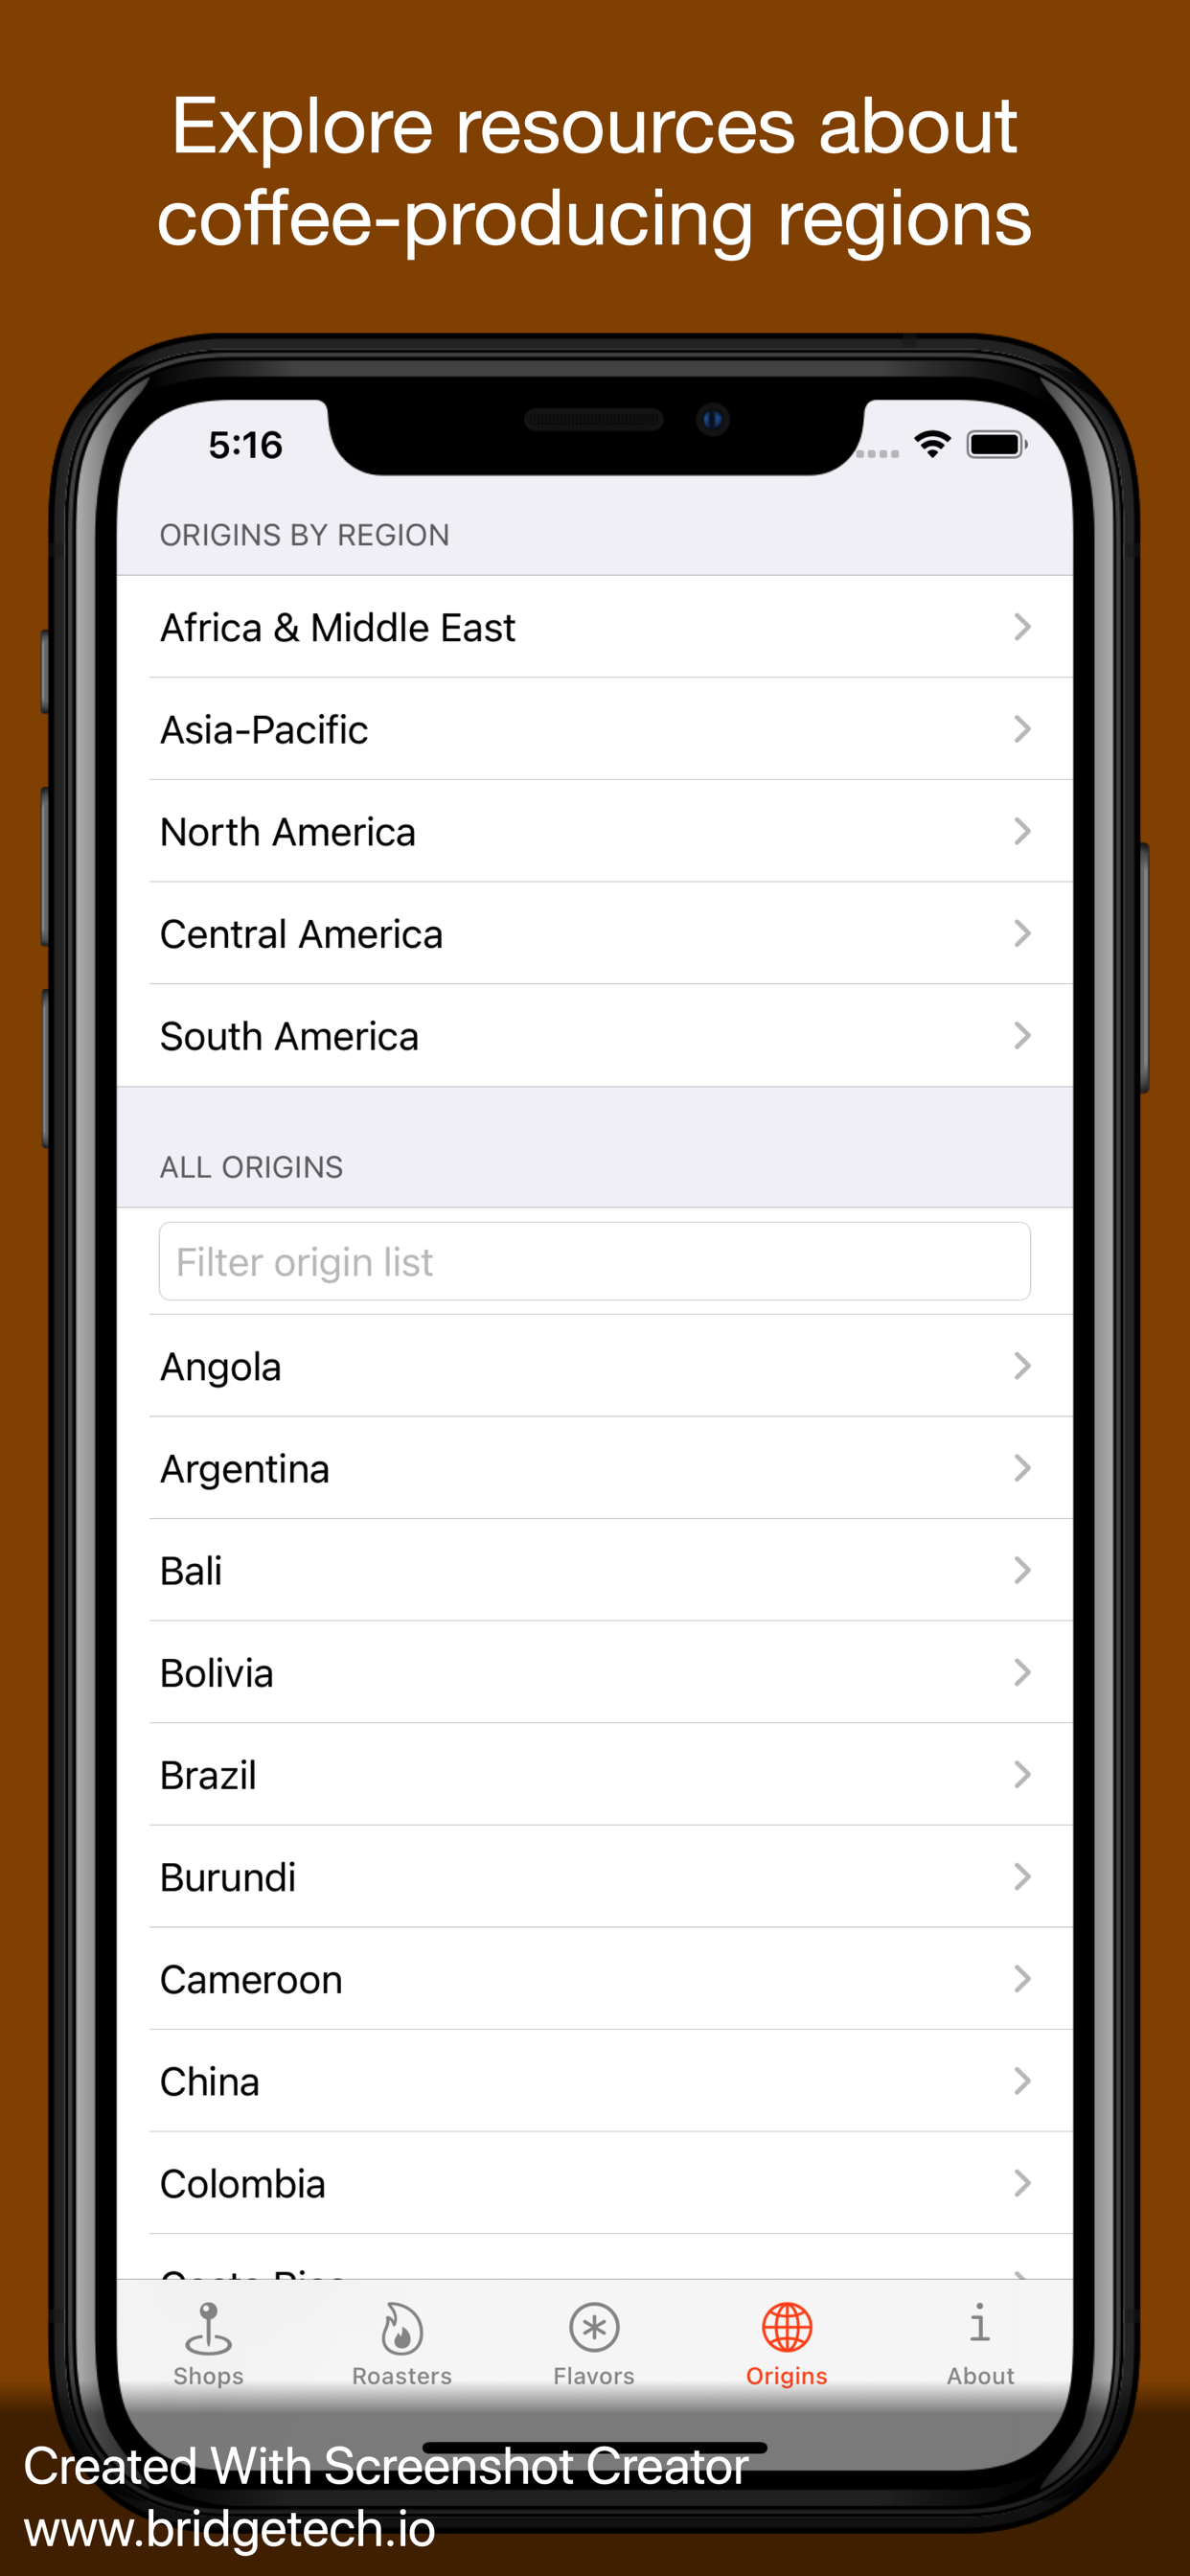 Explore resources about
coffee-producing regions
5:16
ORIGINS BY REGION
Africa & Middle East
Asia-Pacific
North America
Central America
South America
ALL ORIGINS
Filter origin list
Angola
Argentina
Bali
Bolivia
Brazil
Burundi
Cameroon
China
Colombia
Costa Rica
Shops
Roasters
Flavors
Origins
About
Created With Screenshot Creator
www.bridgetech.io